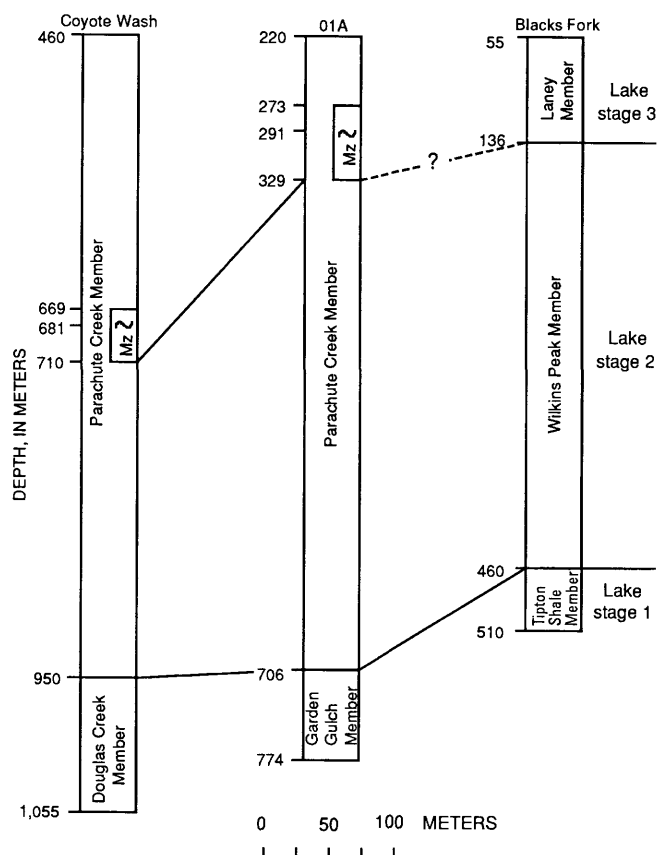 Coyote Wash
460
669
681
710
950
1,055
DEPTH, IN METERS
Parachute Creek Member
Mz
Douglas Creek
Member
01A
220
273
291
329
706
774
Mz
Parachute Creek Member
Garden
Gulch
Member
?
Blacks Fork
55
136
460
510
Laney
Member
Wilkins Peak Member
Tipton
Shale
Member
Lake
stage 3
Lake
stage 2
Lake
stage 1
0 50 100 METERS